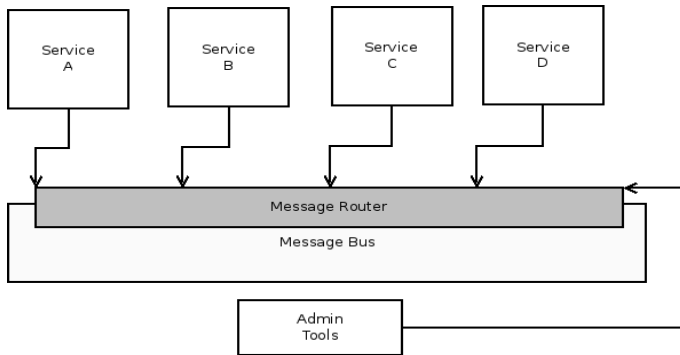 Service
A
Service
B
Service
C
Service
D
Message Router
Message Bus
Admin
Tools